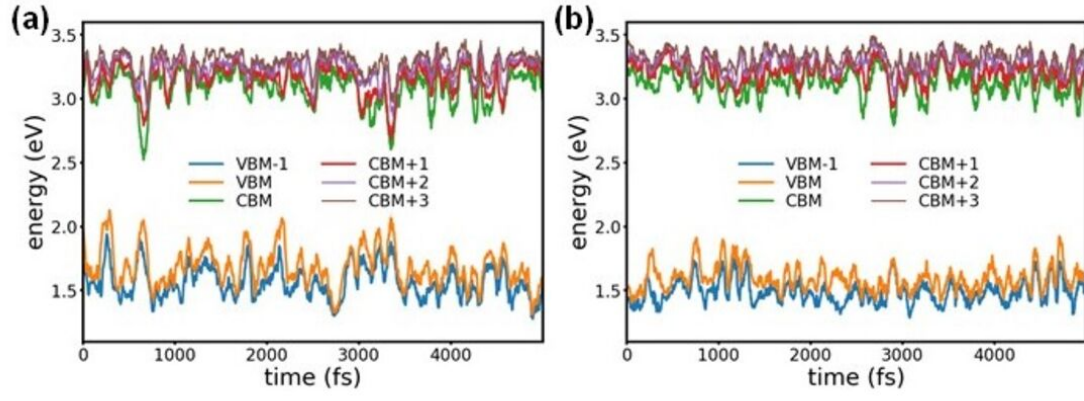 (a)
3.5
3.0
2.5
2.0
1.5
energy (eV)
VBM-1 CBM+1
VBM CBM+2
CBM CBM+3
0 1000 2000 3000 4000
time (fs)
(b)
3.5
3.0
2.5
2.0
1.5
energy (eV)
VBM-1 CBM+1
VBM CBM+2
CBM CBM+3
0 1000 2000 3000 4000
time (fs)